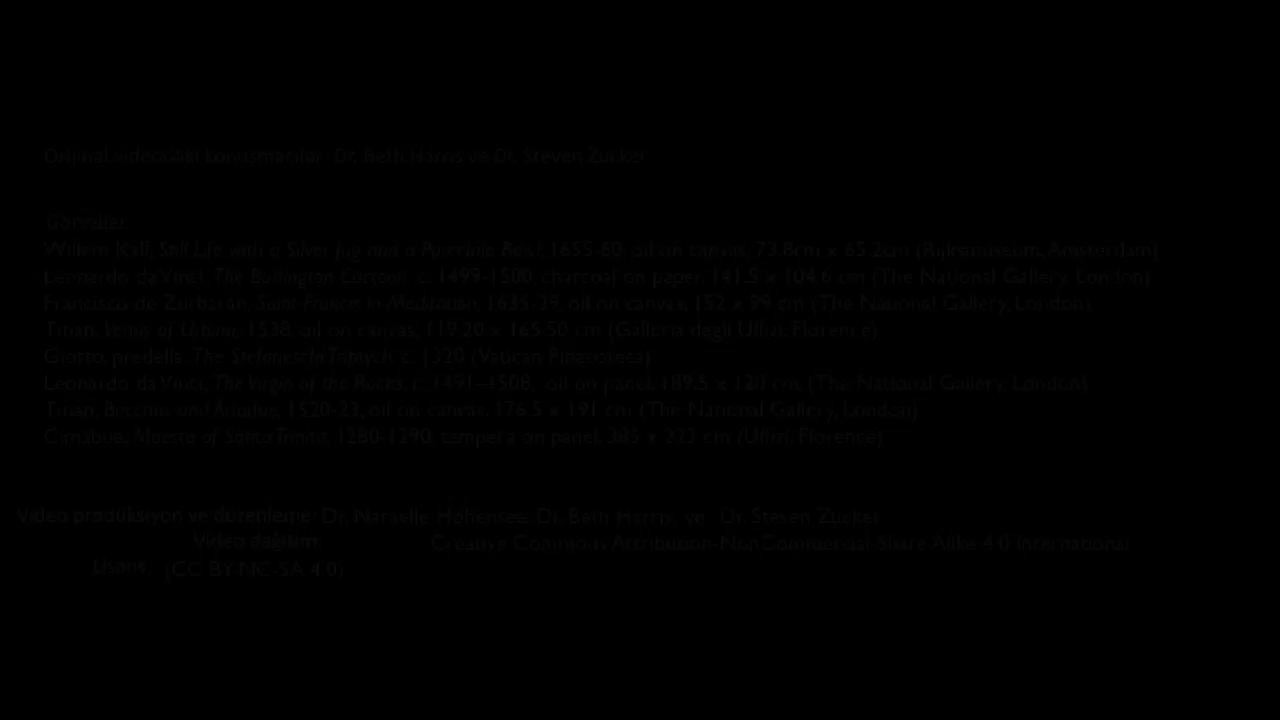 Orijinal videodaki konuşmacılar: Dr. Beth Harris ve Dr. Steven Zucker
Görseller:
Willem Kalf, Still Life with a Silver Jug and a Porcelain Bowl, 1655-60, oil on canvas, 73.8cm x 65.2cm (Rijksmuseum, Amsterdam)
Leonardo da Vinci, The Burlington Cartoon, c. 1499-1500, charcoal on paper, 141.5 x 104.6 cm (The National Gallery, London)
Francisco de Zurbarán, Saint Francis in Meditation, 1635-39, oil on canvas, 152 x 99 cm (The National Gallery, London)
Titian, Venus of Urbino, 1538, oil on canvas, 119.20 x 165.50 cm (Galleria degli Uffizi, Florence)
Giotto, predella, The Stefaneschi Triptych, c. 1320 (Vatican Pinacoteca)
Leonardo da Vinci, The Virgin of the Rocks, c. 1491–1508, oil on panel, 189.5 x 120 cm, (The National Gallery, London)
Titian, Bacchus and Ariadne, 1520-23, oil on canvas, 176.5 x 191 cm (The National Gallery, London)
Cimabue, Maesta of Santa Trinita, 1280-1290, tempera on panel, 385 x 223 cm (Uffizi, Florence)
Video prodüksiyon ve düzenleme: Dr. Naraelle Hohensee, Dr. Beth Harris, ve Dr. Steven Zucker
Video dağıtım: Creative Commons Attribution-NonCommercial-Share Alike 4.0 International
Lisans (CC BY-NC-SA 4.0)